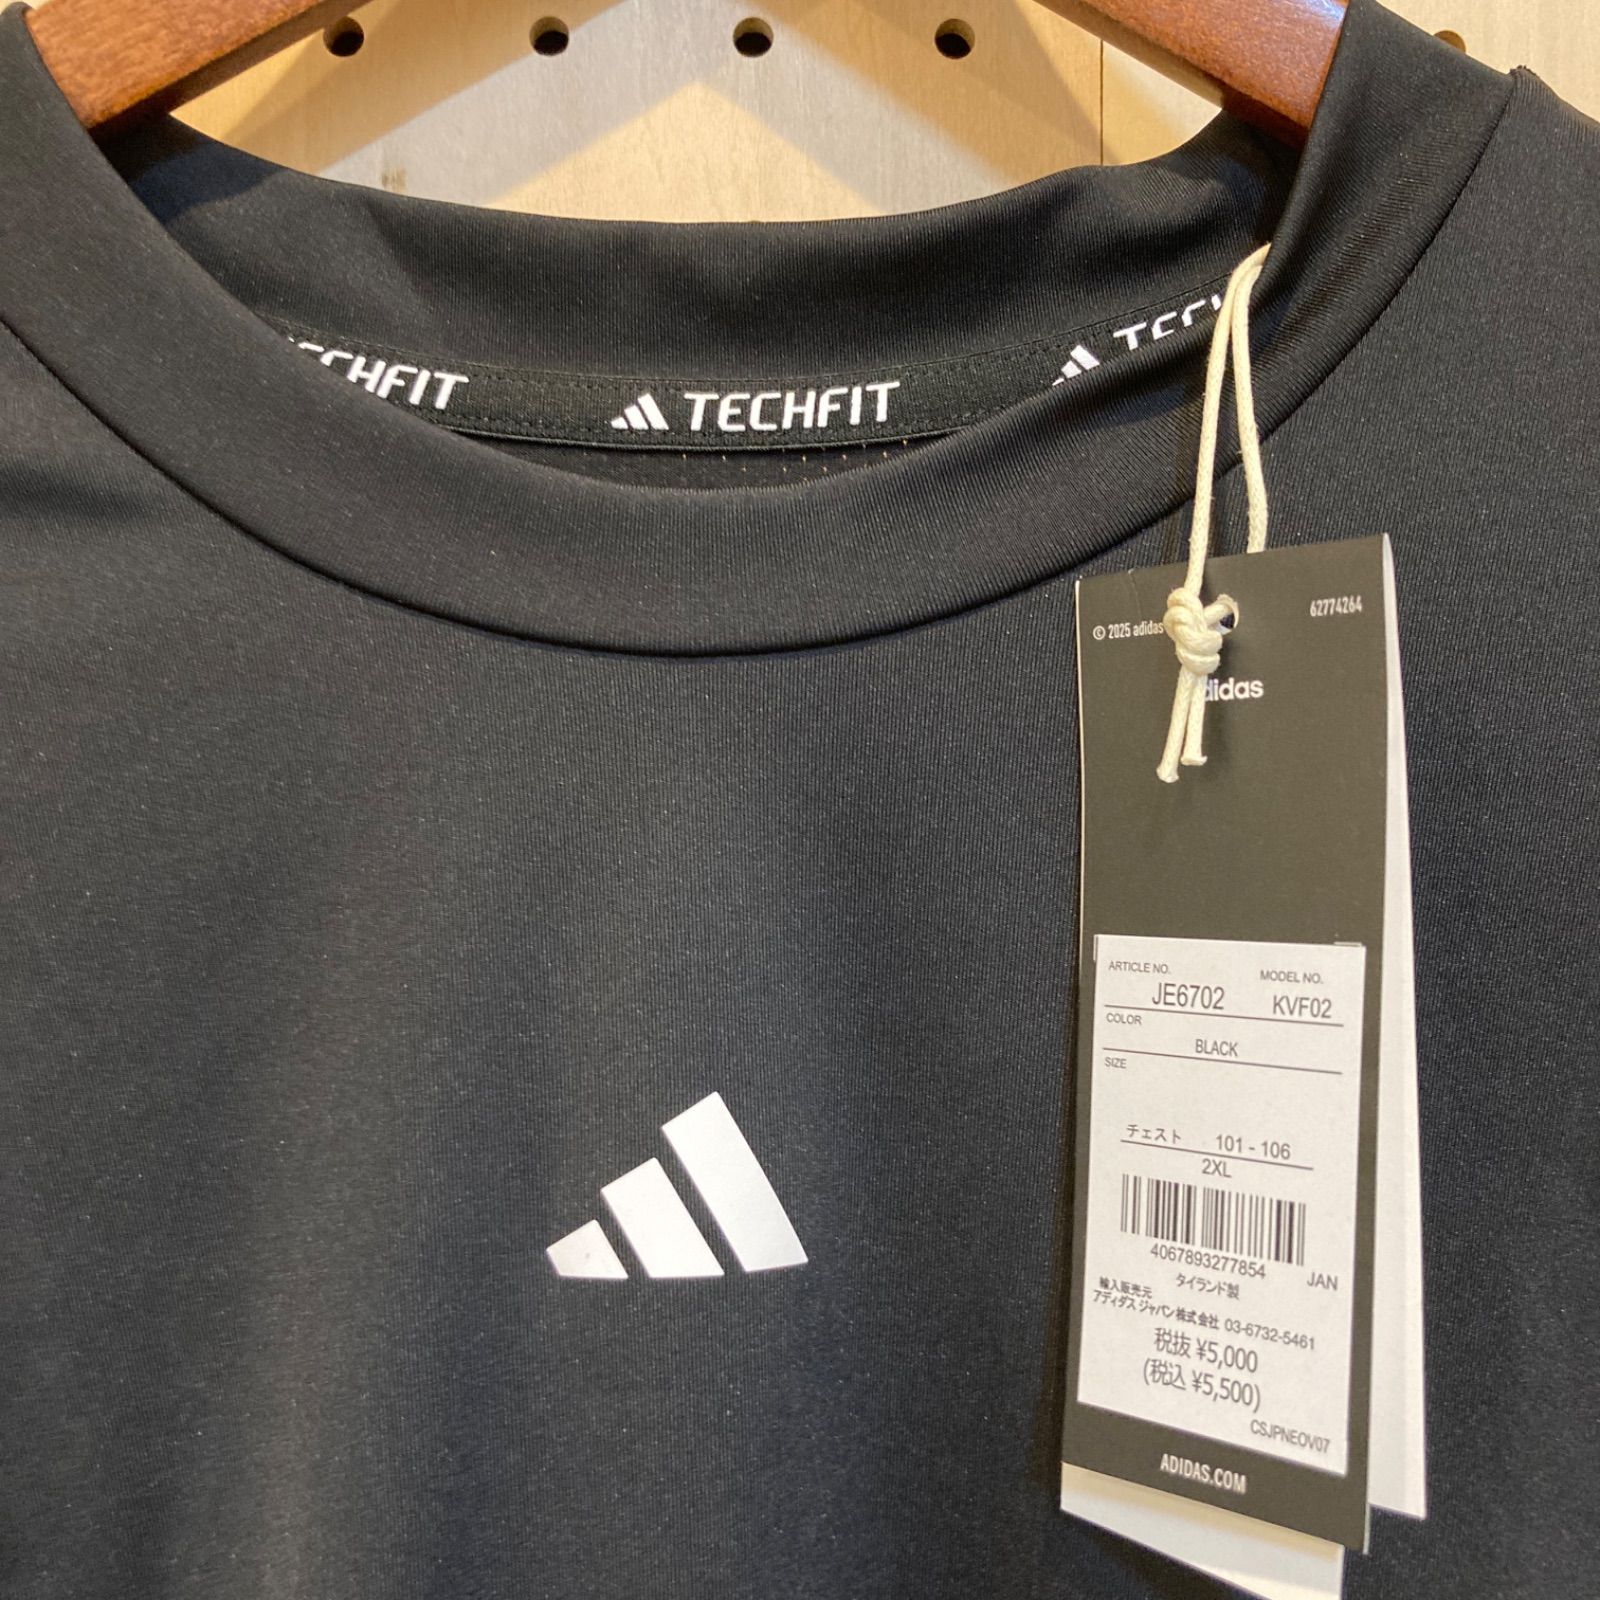 CHFIT
TECHFIT
TECFI
© 2025 adidas
62774264
adidas
ARTICLE NO.
MODEL NO.
JE6702
KVF02
COLOR
BLACK
SIZE
チェスト 101 - 106
2XL
4067893277854
JAN
タイランド製
輸入販売元
アディダス ジャパン株式会社 03-6732-5461
税抜 ¥5,000
(税込 ¥5,500)
CSJPNEOV07
ADIDAS.COM